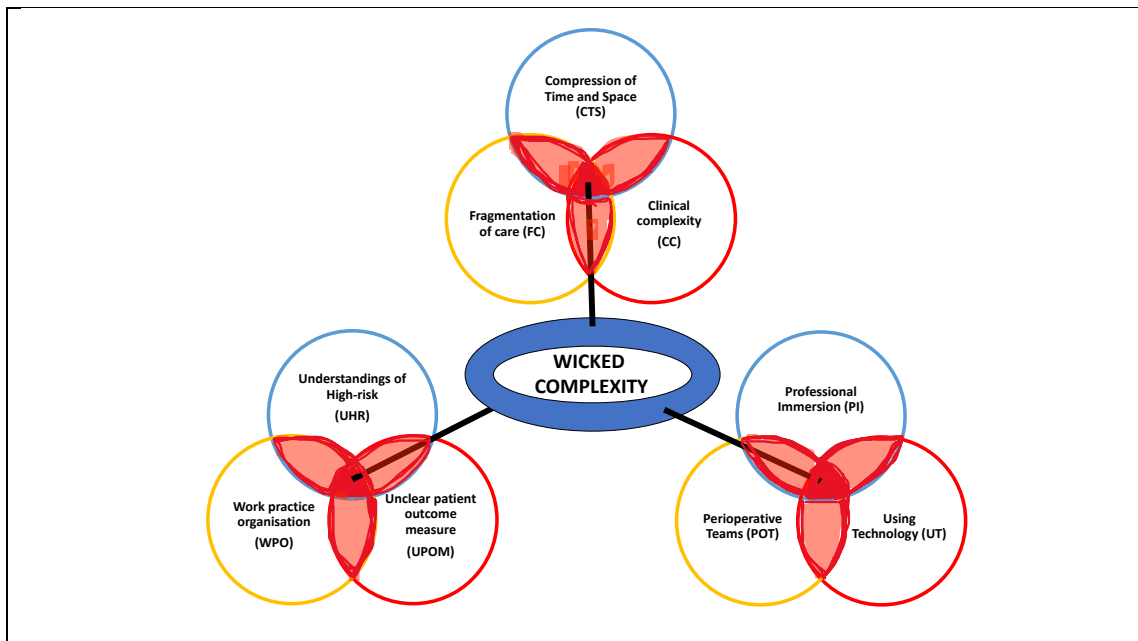 Compression of
Time and Space
(CTS)
Fragmentation
of care (FC)
Clinical
complexity
(CC)
WICKED
COMPLEXITY
Understandings of
High-risk
(UHR)
Work practice
organisation
(WPO)
Unclear patient
outcome
measure
(UPOM)
Professional
Immersion (PI)
Perioperative
Teams (POT)
Using
Technology (UT)